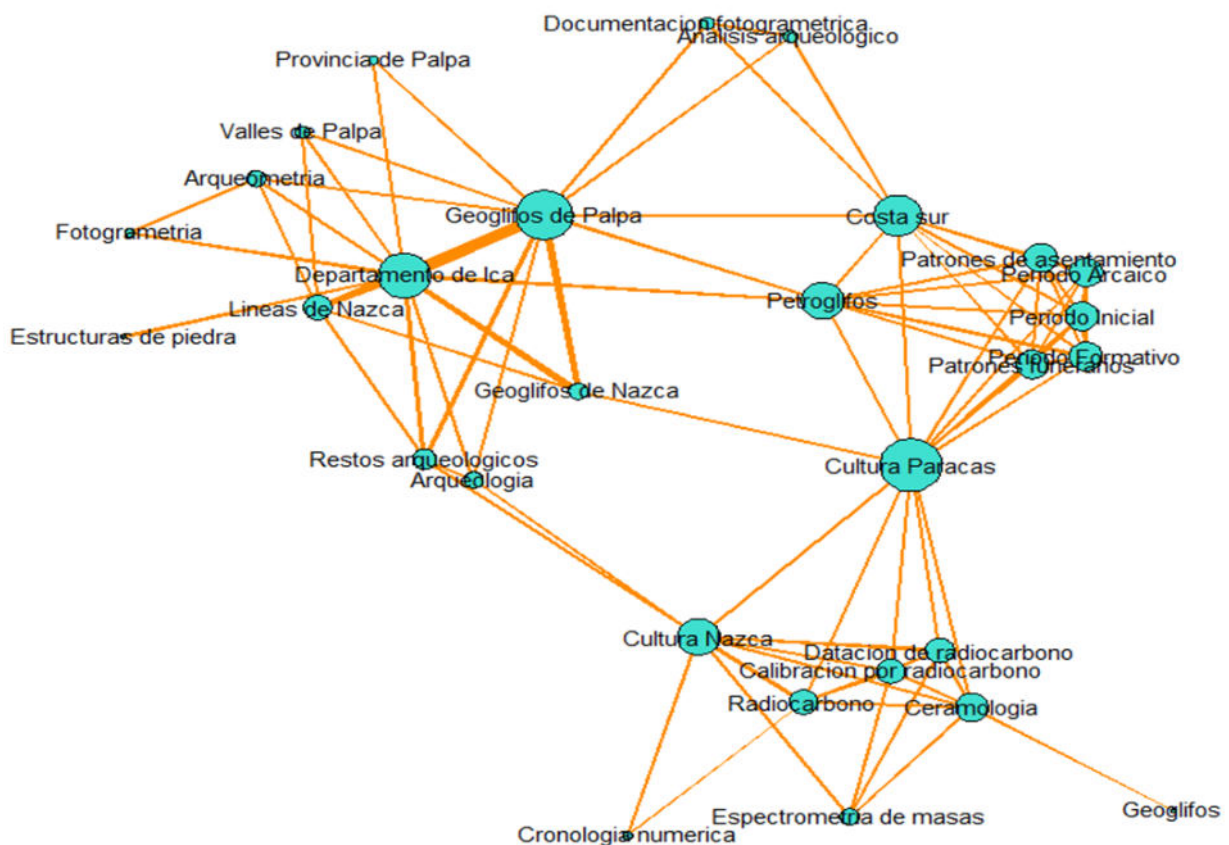 Documentacion fotogrametrica
Analisis arqueologico
Provincia de Palpa
Valles de Palpa
Arqueometria
Fotogrametria
Geoglifos de Palpa
Costa sur
Departamento de Ica
Patrones de asentamiento
Periodo Arcaico
Lineas de Nazca
Petroglifos
Periodo Inicial
Estructuras de piedra
Periodo Formativo
Patrones funerarios
Geoglifos de Nazca
Restos arqueologicos
Arqueologia
Cultura Paracas
Cultura Nazca
Datacion de radiocarbono
Calibracion por radiocarbono
Radiocarbono
Ceramologia
Espectrometria de masas
Geoglifos
Cronologia numerica